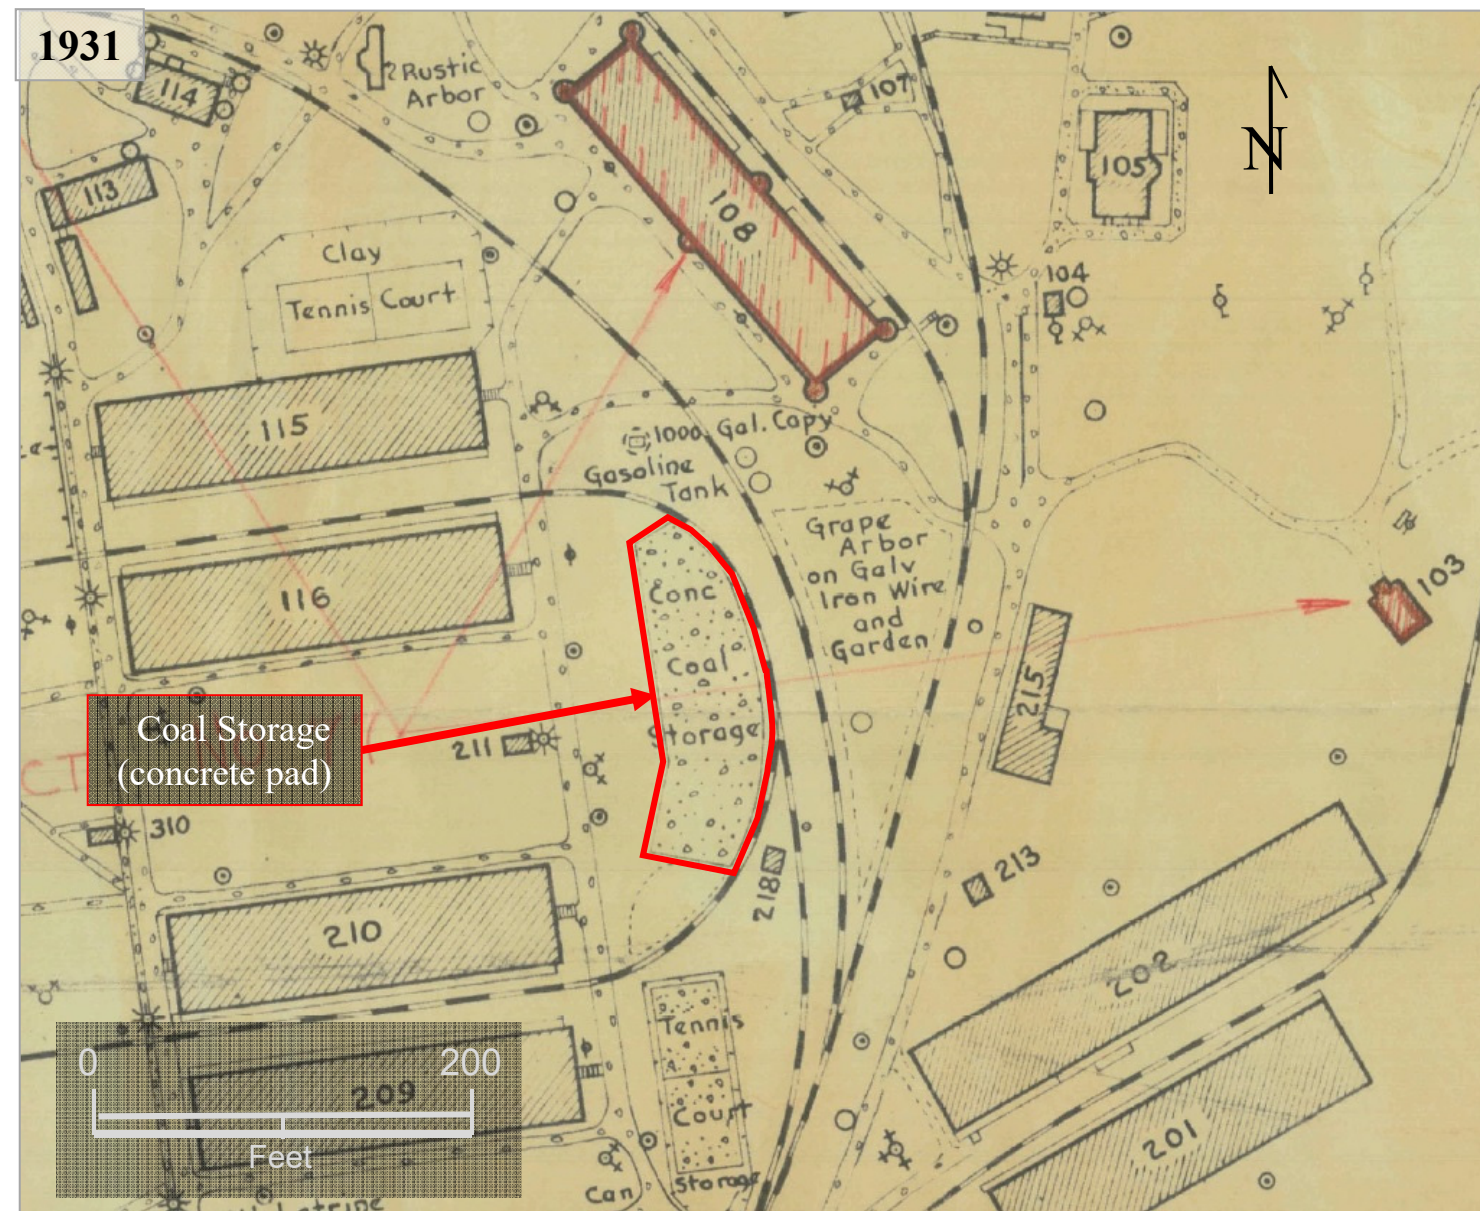 1931
114
Rustic
Arbor
107
105
N
113
108
Clay
Tennis Court
104
115
1000 Gal. Capy
Gasoline
Tank
Grape
Arbor
on Galv
Iron Wire
and
Garden
103
116
Conc
Coal
Storage
215
Coal Storage
(concrete pad)
CT
211
310
218
213
210
202
Tennis
Court
209
201
0
200
Feet
Can
Storage